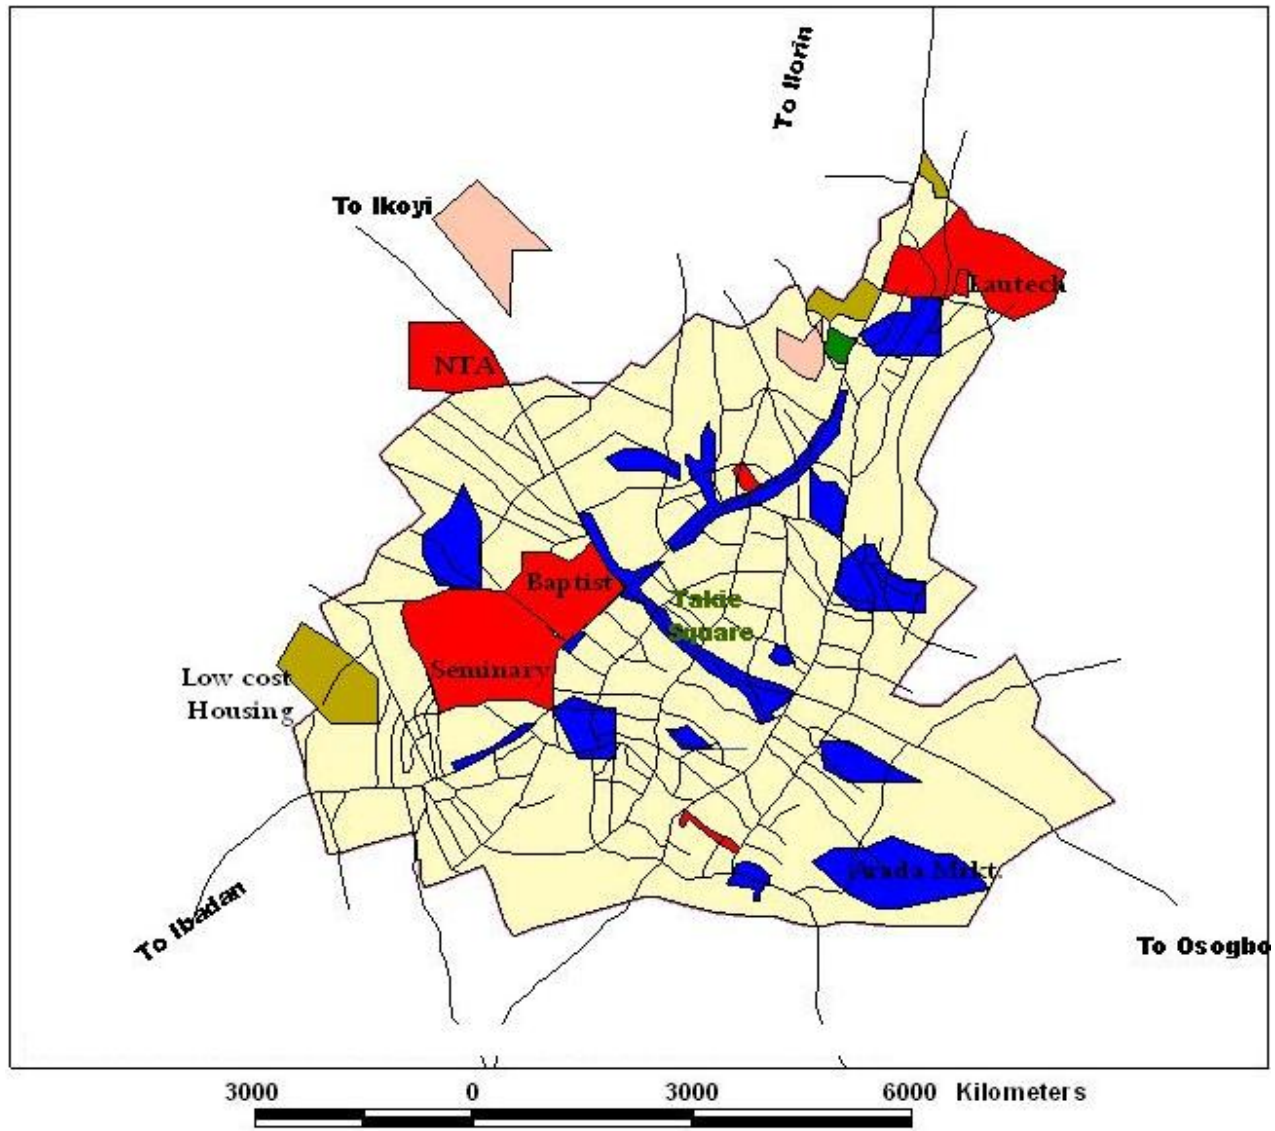 To Ilorin
To Ikoyi
Lautech
NTA
Baptist
Takie
Square
Seminary
Low cost
Housing
Arada Mrkt.
To Ibadan
To Osogbo
3000 0 3000 6000 Kilometers